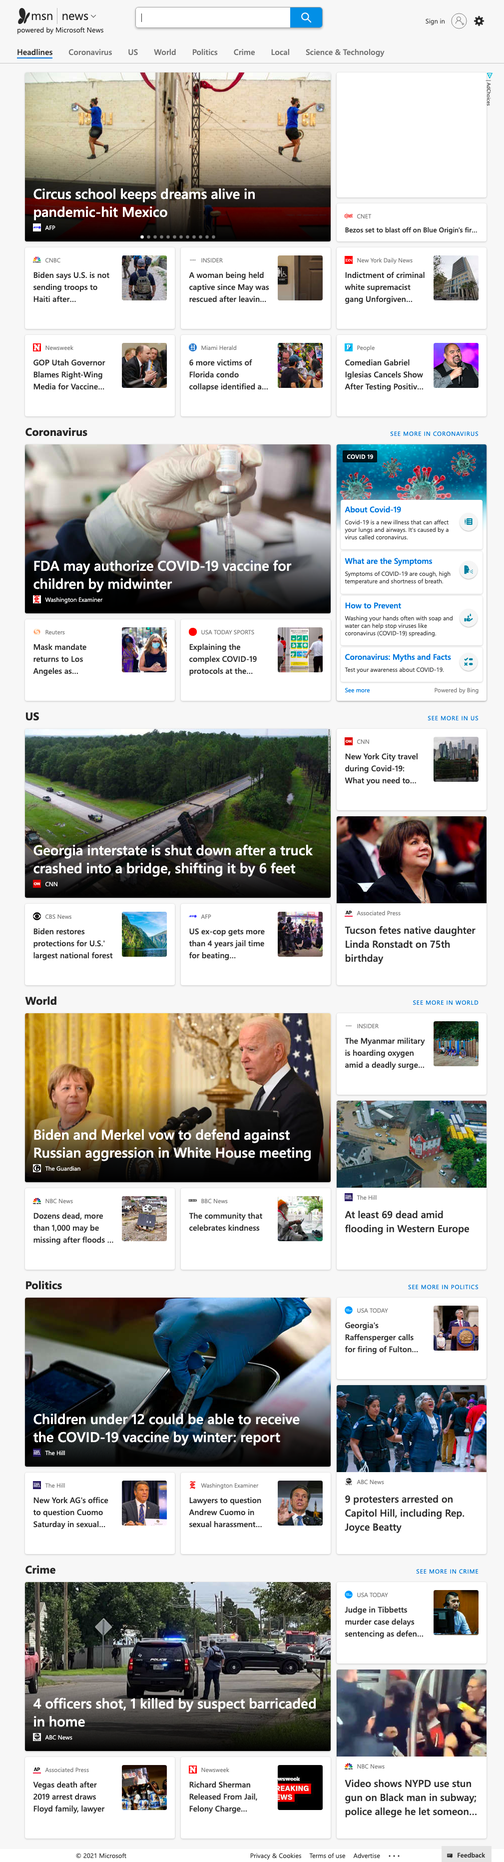 msn news
powered by Microsoft News
Sign in
Headlines Coronavirus US World Politics Crime Local Science & Technology
AdChoices
Circus school keeps dreams alive in
pandemic-hit Mexico
AFP
CNET
Bezos set to blast off on Blue Origin's fir...
CNBC
Biden says U.S. is not
sending troops to
Haiti after...
INSIDER
A woman being held
captive since May was
rescued after leavin...
New York Daily News
Indictment of criminal
white supremacist
gang Unforgiven...
Newsweek
GOP Utah Governor
Blames Right-Wing
Media for Vaccine...
Miami Herald
6 more victims of
Florida condo
collapse identified a...
People
Comedian Gabriel
Iglesias Cancels Show
After Testing Positiv...
Coronavirus
SEE MORE IN CORONAVIRUS
FDA may authorize COVID-19 vaccine for
children by midwinter
Washington Examiner
COVID 19
About Covid-19
Covid-19 is a new illness that can affect
your lungs and airways. It's caused by a
virus called coronavirus.
What are the Symptoms
Symptoms of COVID-19 are cough, high
temperature and shortness of breath.
How to Prevent
Washing your hands often with soap and
water can help stop viruses like
coronavirus (COVID-19) spreading.
Coronavirus: Myths and Facts
Test your awareness about COVID-19.
See more
Powered by Bing
Reuters
Mask mandate
returns to Los
Angeles as...
USA TODAY SPORTS
Explaining the
complex COVID-19
protocols at the...
US
SEE MORE IN US
Georgia interstate is shut down after a truck
crashed into a bridge, shifting it by 6 feet
CNN
CNN
New York City travel
during Covid-19:
What you need to...
AP Associated Press
Tucson fetes native daughter
Linda Ronstadt on 75th
birthday
CBS News
Biden restores
protections for U.S.'
largest national forest
AFP
US ex-cop gets more
than 4 years jail time
for beating...
World
SEE MORE IN WORLD
Biden and Merkel vow to defend against
Russian aggression in White House meeting
The Guardian
INSIDER
The Myanmar military
is hoarding oxygen
amid a deadly surge...
The Hill
At least 69 dead amid
flooding in Western Europe
NBC News
Dozens dead, more
than 1,000 may be
missing after floods ...
BBC News
The community that
celebrates kindness
Politics
SEE MORE IN POLITICS
Children under 12 could be able to receive
the COVID-19 vaccine by winter: report
The Hill
USA TODAY
Georgia's
Raffensperger calls
for firing of Fulton...
ABC News
9 protesters arrested on
Capitol Hill, including Rep.
Joyce Beatty
The Hill
New York AG's office
to question Cuomo
Saturday in sexual...
Washington Examiner
Lawyers to question
Andrew Cuomo in
sexual harassment...
Crime
SEE MORE IN CRIME
4 officers shot, 1 killed by suspect barricaded
in home
ABC News
USA TODAY
Judge in Tibbetts
murder case delays
sentencing as defen...
NBC News
Video shows NYPD use stun
gun on Black man in subway;
police allege he let someon...
AP Associated Press
Vegas death after
2019 arrest draws
Floyd family, lawyer
Newsweek
Richard Sherman
Released From Jail,
Felony Charge...
© 2021 Microsoft
Privacy & Cookies Terms of use Advertise ...
Feedback